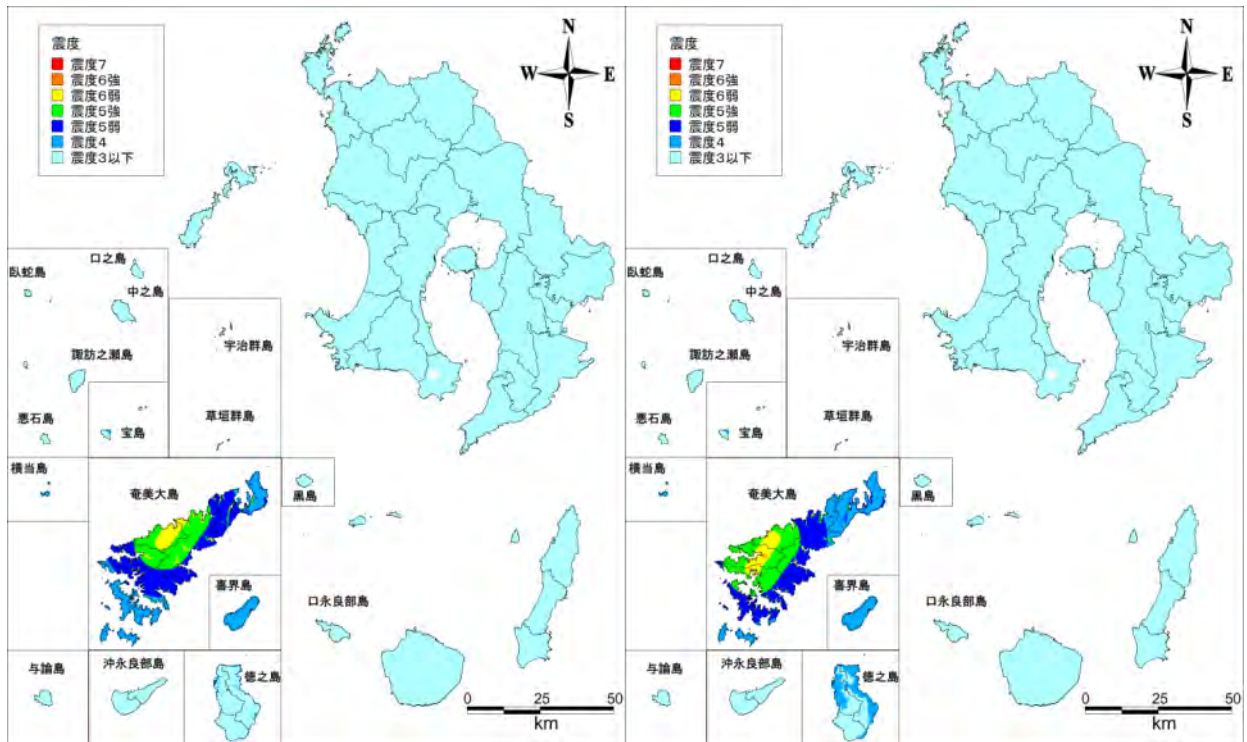 震度
震度7
震度6強
震度6弱
震度5強
震度5弱
震度4
震度3以下
N
W E
S
口之島
臥蛇島
中之島
宇治群島
諏訪之瀬島
悪石島
草垣群島
宝島
横当島
奄美大島
黒島
喜界島
口永良部島
与論島
沖永良部島
徳之島
0 25 50
km
震度
震度7
震度6強
震度6弱
震度5強
震度5弱
震度4
震度3以下
N
W E
S
口之島
臥蛇島
中之島
宇治群島
諏訪之瀬島
悪石島
草垣群島
宝島
横当島
奄美大島
黒島
喜界島
口永良部島
与論島
沖永良部島
徳之島
0 25 50
km